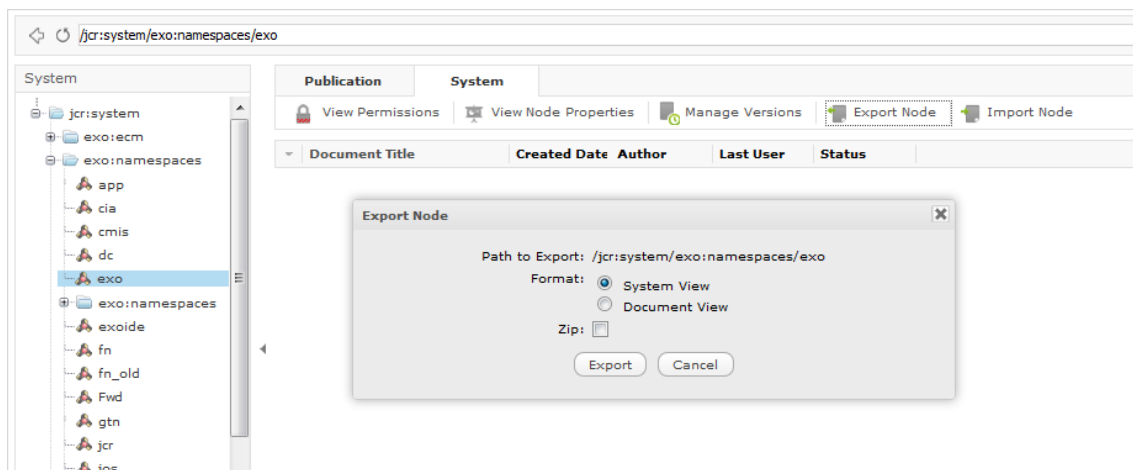 /jcr:system/exo:namespaces/exo
System
jcr:system
exo:ecm
exo:namespaces
app
cia
cmis
dc
exo
exo:namespaces
exoide
fn
fn_old
Fwd
gtn
jcr
jos
Publication System
View Permissions View Node Properties Manage Versions Export Node Import Node
Document Title Created Date Author Last User Status
Export Node
Path to Export: /jcr:system/exo:namespaces/exo
Format: System View
Document View
Zip:
Export Cancel